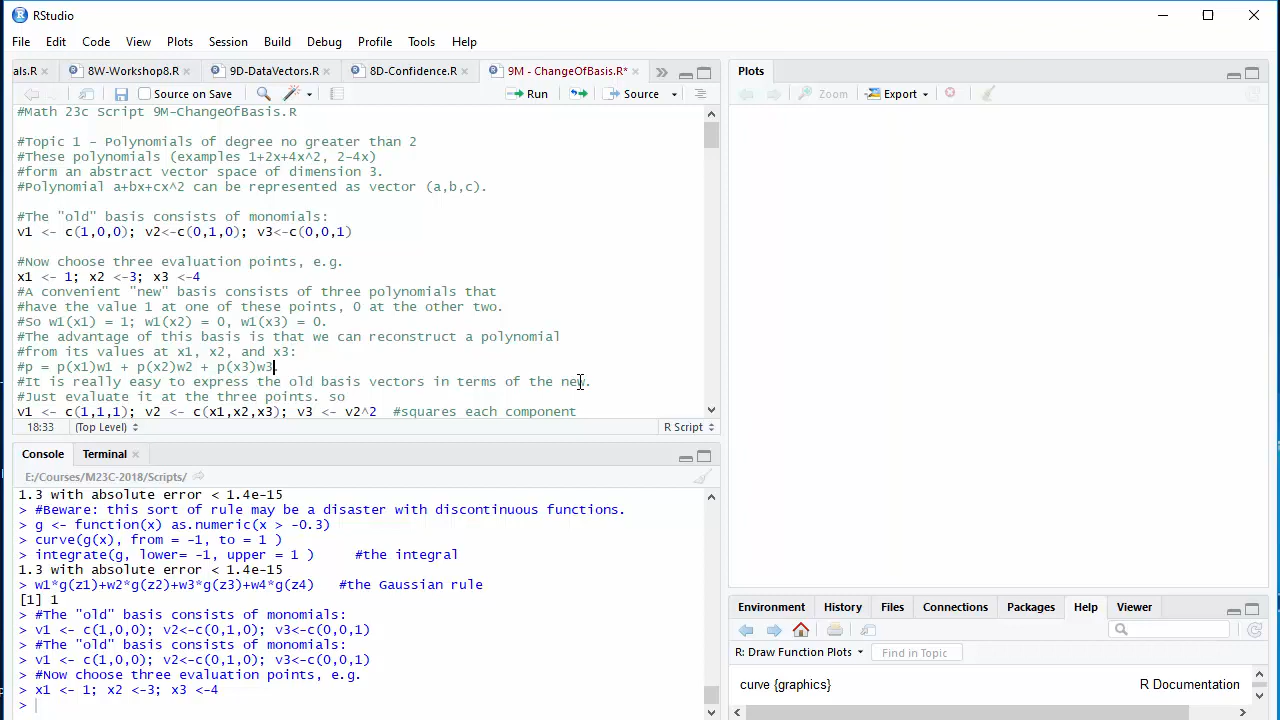 RStudio
File Edit Code View Plots Session Build Debug Profile Tools Help
als.R 8W-Workshop8.R 9D-DataVectors.R 8D-Confidence.R 9M - ChangeOfBasis.R*
Source on Save Run Source
#Math 23c Script 9M-ChangeOfBasis.R
#Topic 1 - Polynomials of degree no greater than 2
#These polynomials (examples 1+2x+4x^2, 2-4x)
#form an abstract vector space of dimension 3.
#Polynomial a+bx+cx^2 can be represented as vector (a,b,c).
#The "old" basis consists of monomials:
v1 <- c(1,0,0); v2<-c(0,1,0); v3<-c(0,0,1)
#Now choose three evaluation points, e.g.
x1 <- 1; x2 <-3; x3 <-4
#A convenient "new" basis consists of three polynomials that
#have the value 1 at one of these points, 0 at the other two.
#So w1(x1) = 1; w1(x2) = 0, w1(x3) = 0.
#The advantage of this basis is that we can reconstruct a polynomial
#from its values at x1, x2, and x3:
#p = p(x1)w1 + p(x2)w2 + p(x3)w3.
#It is really easy to express the old basis vectors in terms of the new.
#Just evaluate it at the three points. so
v1 <- c(1,1,1); v2 <- c(x1,x2,x3); v3 <- v2^2  #squares each component
18:33 (Top Level) R Script
Console Terminal
E:/Courses/M23C-2018/Scripts/
1.3 with absolute error < 1.4e-15
> #Beware: this sort of rule may be a disaster with discontinuous functions.
> g <- function(x) as.numeric(x > -0.3)
> curve(g(x), from = -1, to = 1 )
> integrate(g, lower= -1, upper = 1 )     #the integral
1.3 with absolute error < 1.4e-15
> w1*g(z1)+w2*g(z2)+w3*g(z3)+w4*g(z4)   #the Gaussian rule
[1] 1
> #The "old" basis consists of monomials:
> v1 <- c(1,0,0); v2<-c(0,1,0); v3<-c(0,0,1)
> #The "old" basis consists of monomials:
> v1 <- c(1,0,0); v2<-c(0,1,0); v3<-c(0,0,1)
> #Now choose three evaluation points, e.g.
> x1 <- 1; x2 <-3; x3 <-4
>
Plots
Zoom Export
Environment History Files Connections Packages Help Viewer
R: Draw Function Plots Find in Topic
curve {graphics} R Documentation